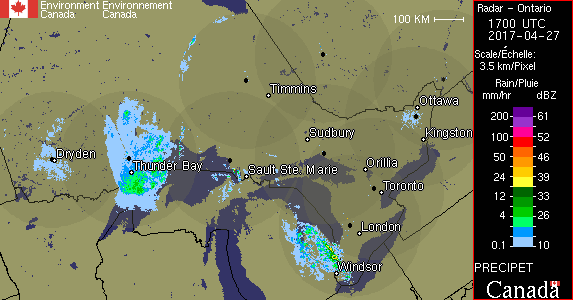 Environment Environnement
Canada Canada
100 KM
Timmins
Ottawa
Sudbury
Kingston
Dryden
Thunder Bay
Sault Ste. Marie
Orillia
Toronto
London
Windsor
Radar - Ontario
1700 UTC
2017-04-27
Scale/Échelle:
3.5 km/Pixel
Rain/Pluie
mm/hr dBZ
200 61
100 52
50 46
24 39
12 33
4 26
0.1 10
PRECIPET
Canada